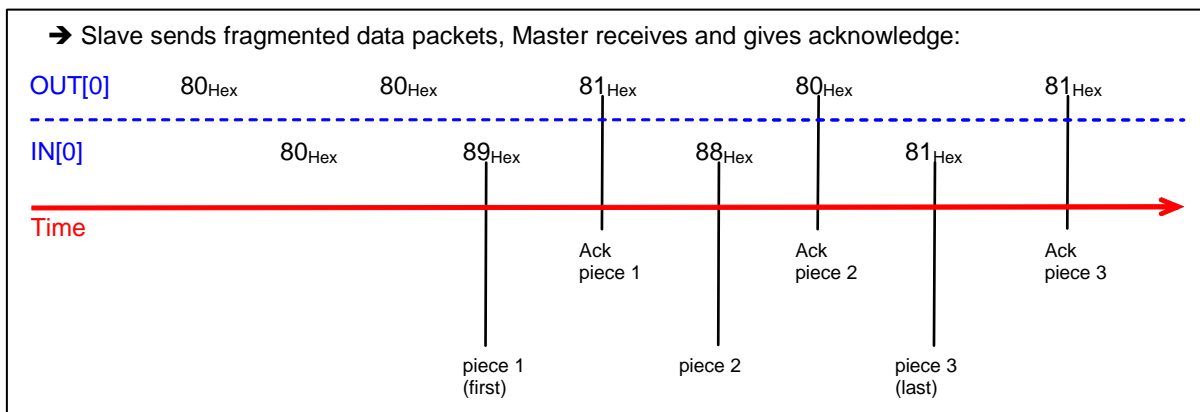 ➔ Slave sends fragmented data packets, Master receives and gives acknowledge:
OUT[0] 80Hex 80Hex 81Hex 80Hex 81Hex
IN[0] 80Hex 89Hex 88Hex 81Hex
Time
Ack Ack Ack
piece 1 piece 2 piece 3
piece 1 piece 2 piece 3
(first) (last)